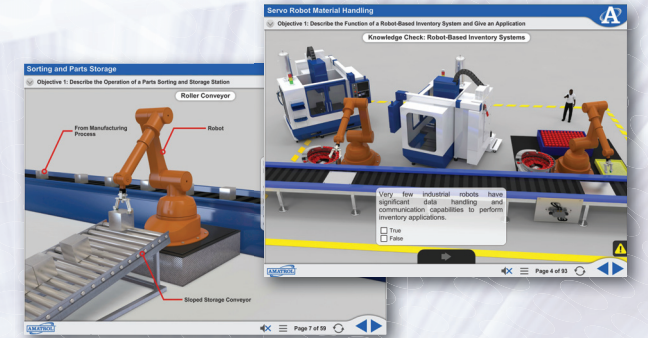 Servo Robot Material Handling
Objective 1: Describe the Function of a Robot-Based Inventory System and Give an Application
Knowledge Check: Robot-Based Inventory Systems
Very few industrial robots have
significant data handling and
communication capabilities to perform
inventory applications.
True
False
AMATROL
Page 4 of 93
Sorting and Parts Storage
Objective 1: Describe the Operation of a Parts Sorting and Storage Station
Roller Conveyor
From Manufacturing
Process
Robot
Sloped Storage Conveyor
AMATROL
Page 7 of 59